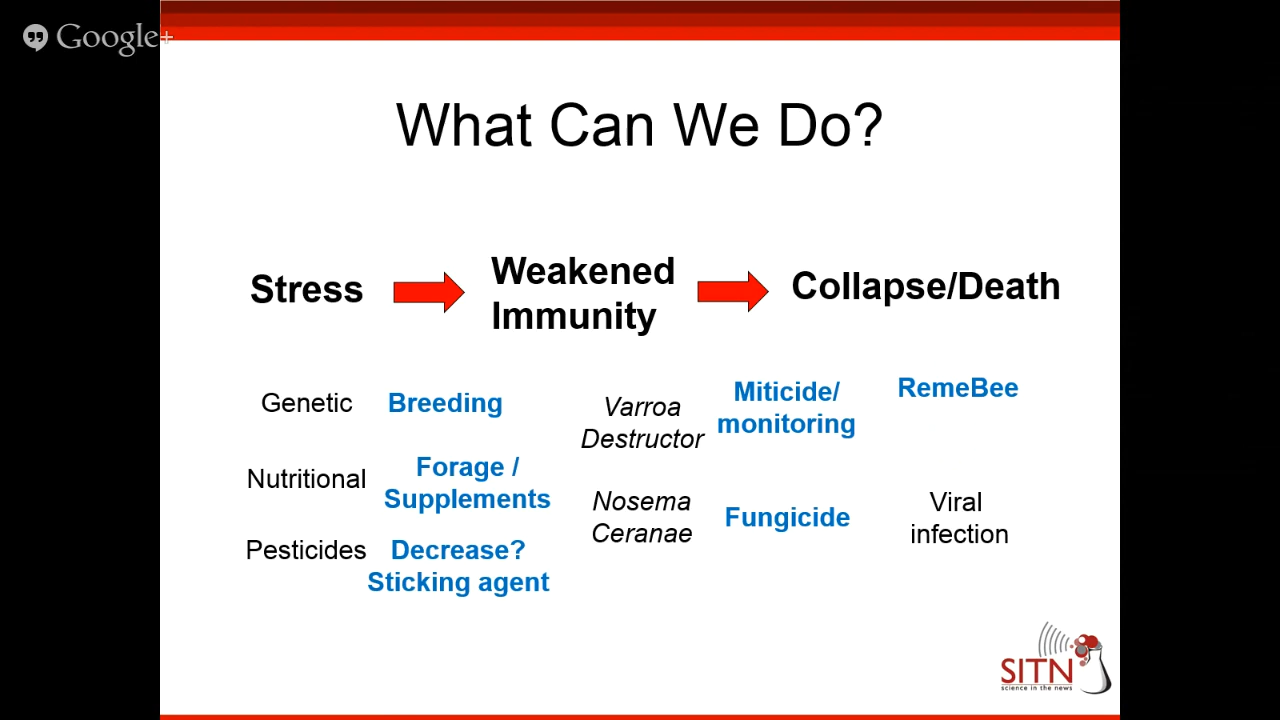 Google+
What Can We Do?
Stress
Weakened
Immunity
Collapse/Death
Genetic
Breeding
Varroa
Destructor
Miticide/
monitoring
RemeBee
Nutritional
Forage /
Supplements
Nosema
Ceranae
Fungicide
Viral
infection
Pesticides
Decrease?
Sticking agent
SITN
science in the news